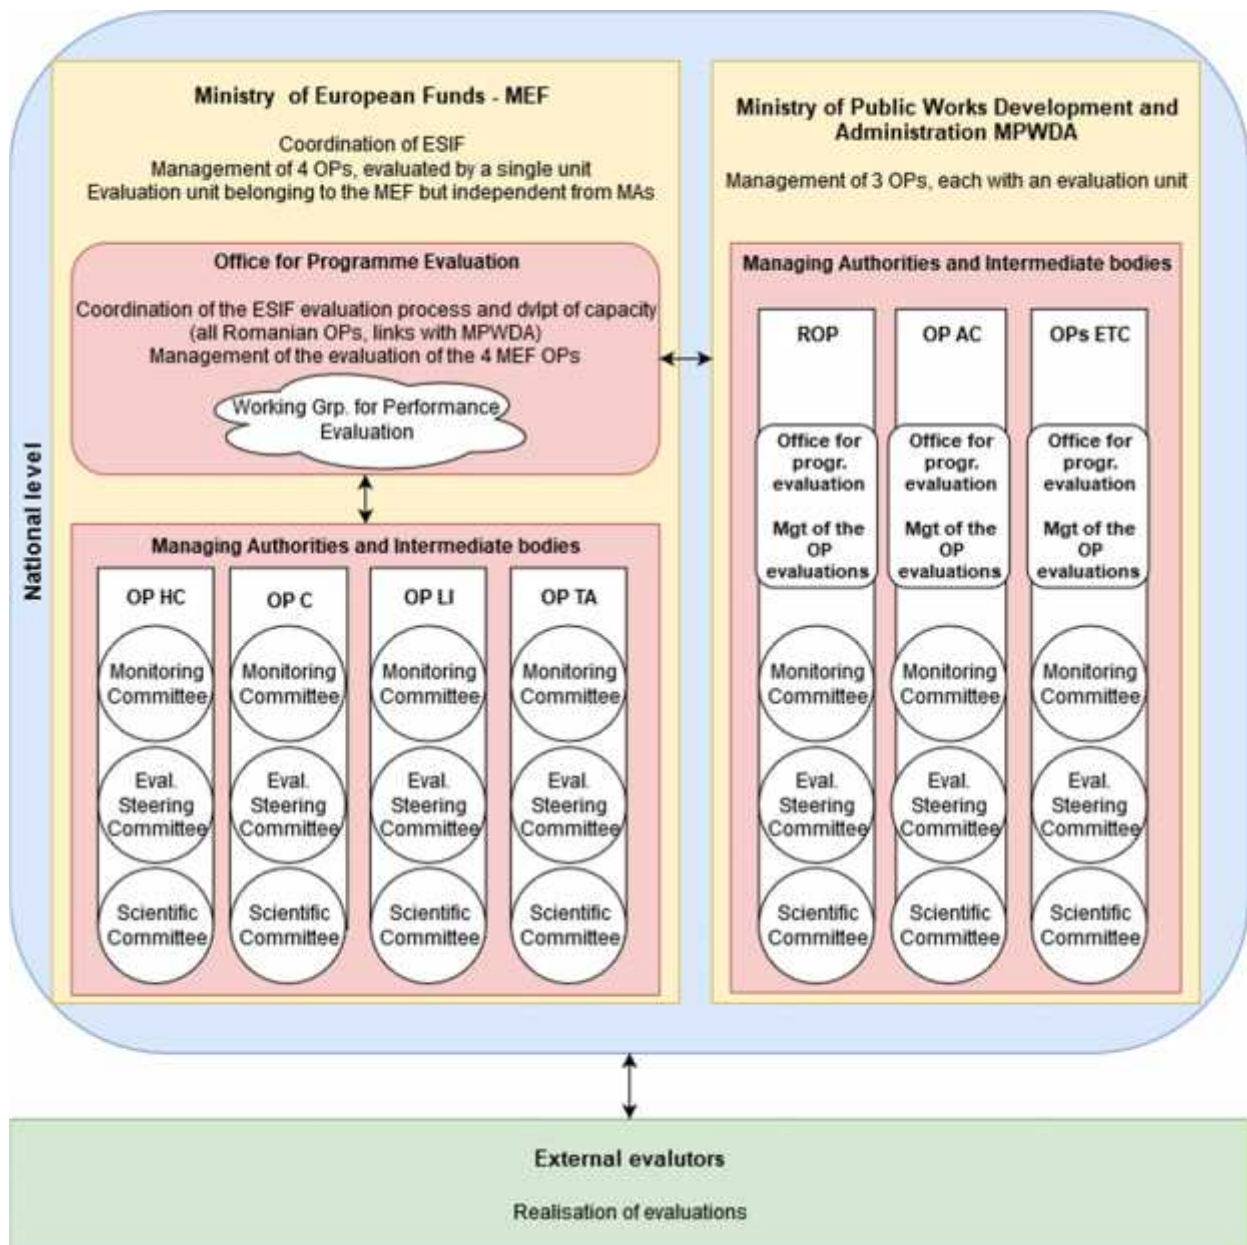 National level
Ministry of European Funds - MEF
Coordination of ESIF
Management of 4 OPs, evaluated by a single unit
Evaluation unit belonging to the MEF but independent from MAs
Office for Programme Evaluation
Coordination of the ESIF evaluation process and dvlpt of capacity
(all Romanian OPs, links with MPWDA)
Management of the evaluation of the 4 MEF OPs
Working Grp. for Performance
Evaluation
Managing Authorities and Intermediate bodies
OP HC
Monitoring
Committee
Eval.
Steering
Committee
Scientific
Committee
OP C
Monitoring
Committee
Eval.
Steering
Committee
Scientific
Committee
OP LI
Monitoring
Committee
Eval.
Steering
Committee
Scientific
Committee
OP TA
Monitoring
Committee
Eval.
Steering
Committee
Scientific
Committee
Ministry of Public Works Development and
Administration MPWDA
Management of 3 OPs, each with an evaluation unit
Managing Authorities and Intermediate bodies
ROP
Office for
progr.
evaluation
Mgt of the
OP
evaluations
Monitoring
Committee
Eval.
Steering
Committee
Scientific
Committee
OP AC
Office for
progr.
evaluation
Mgt of the
OP
evaluations
Monitoring
Committee
Eval.
Steering
Committee
Scientific
Committee
OPs ETC
Office for
progr.
evaluation
Mgt of the
OP
evaluations
Monitoring
Committee
Eval.
Steering
Committee
Scientific
Committee
External evalutors
Realisation of evaluations